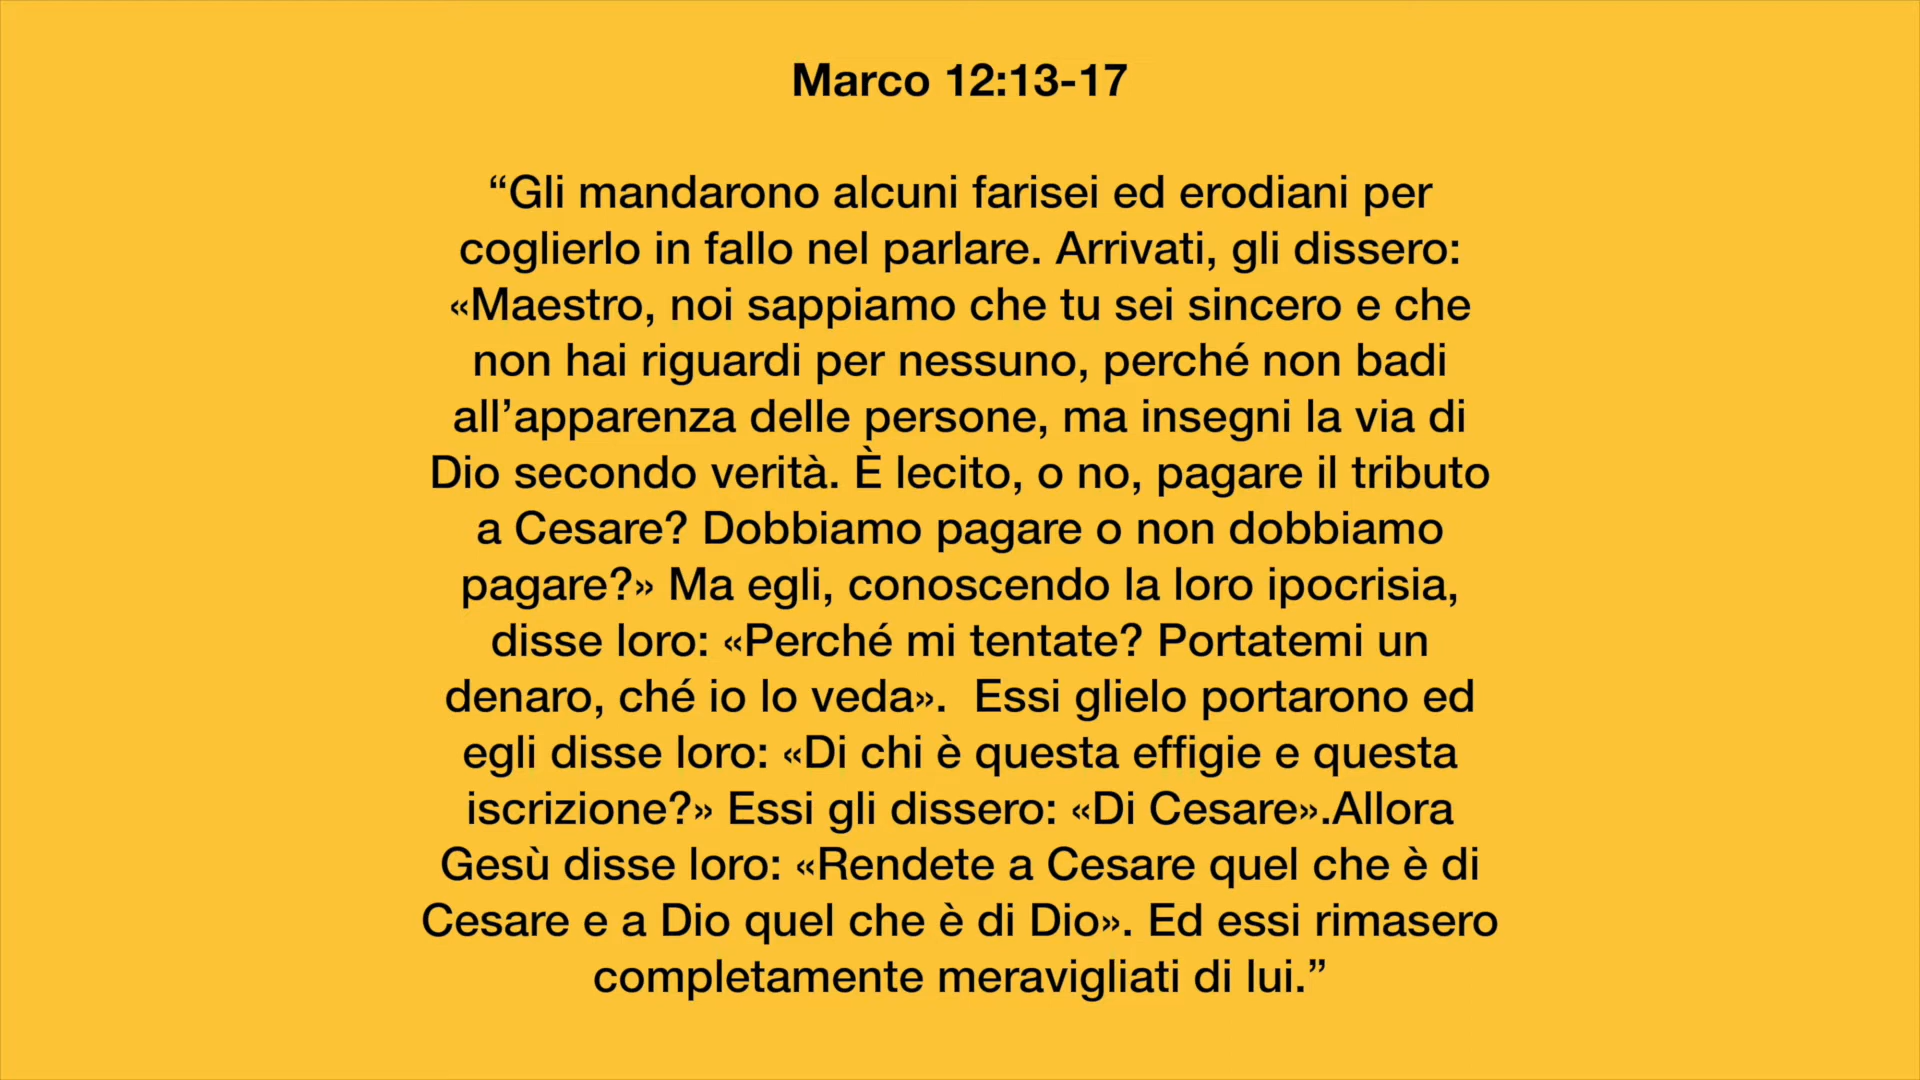 Marco 12:13-17
“Gli mandarono alcuni farisei ed erodiani per
coglierlo in fallo nel parlare. Arrivati, gli dissero:
«Maestro, noi sappiamo che tu sei sincero e che
non hai riguardi per nessuno, perché non badi
all’apparenza delle persone, ma insegni la via di
Dio secondo verità. È lecito, o no, pagare il tributo
a Cesare? Dobbiamo pagare o non dobbiamo
pagare?» Ma egli, conoscendo la loro ipocrisia,
disse loro: «Perché mi tentate? Portatemi un
denaro, ché io lo veda».  Essi glielo portarono ed
egli disse loro: «Di chi è questa effigie e questa
iscrizione?» Essi gli dissero: «Di Cesare».Allora
Gesù disse loro: «Rendete a Cesare quel che è di
Cesare e a Dio quel che è di Dio». Ed essi rimasero
completamente meravigliati di lui.”